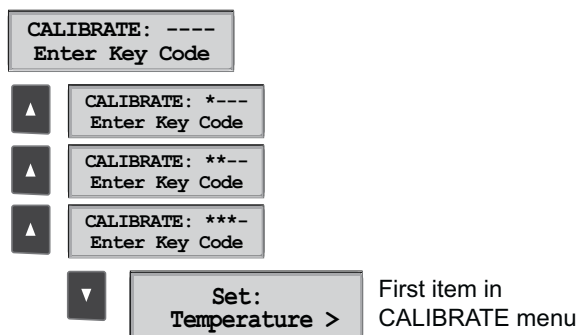 CALIBRATE: ----
Enter Key Code
CALIBRATE: *---
Enter Key Code
CALIBRATE: **--
Enter Key Code
CALIBRATE: ***-
Enter Key Code
Set:
Temperature >
First item in
CALIBRATE menu